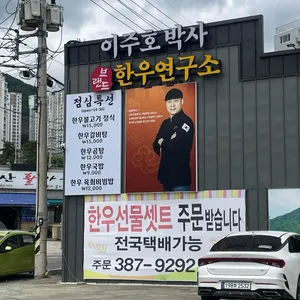 이주호 박사
브랜드
한우연구소
점심특선
한우불고기 정식
₩15,000
한우갈비탕
₩15,000
한우곰탕
₩12,000
한우국밥
₩9,000
한우 육회비빔밥
₩12,000
한우선물셋트 주문 받습니다
전국택배가능
주문 387-9292